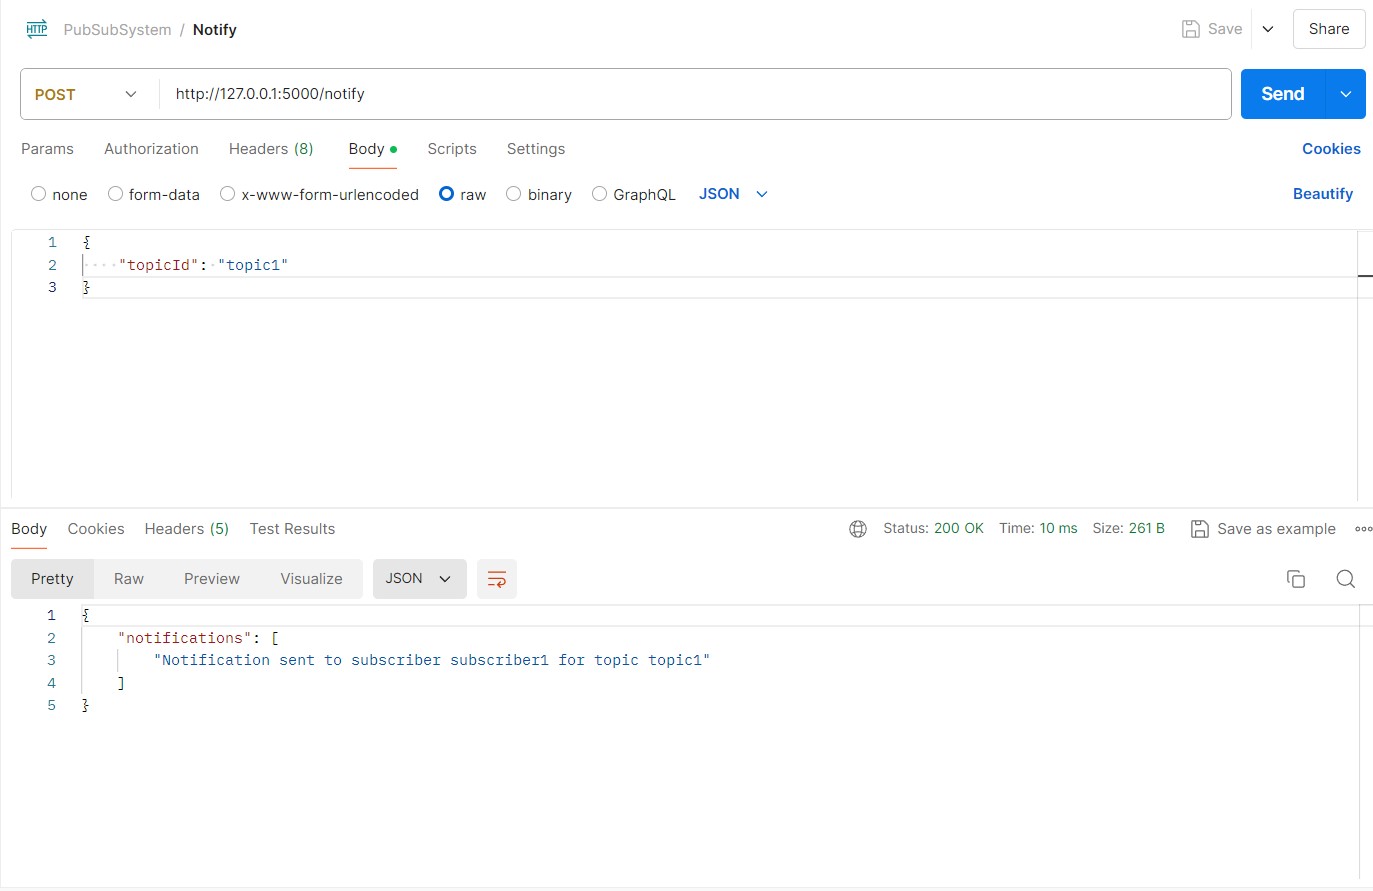 HTTP PubSubSystem / Notify Save Share
POST http://127.0.0.1:5000/notify Send
Params Authorization Headers (8) Body Scripts Settings Cookies
none form-data x-www-form-urlencoded raw binary GraphQL JSON Beautify
1 {
2 "topicId": "topic1"
3 }
Body Cookies Headers (5) Test Results Status: 200 OK Time: 10 ms Size: 261 B Save as example
Pretty Raw Preview Visualize JSON
1 {
2 "notifications": [
3 "Notification sent to subscriber subscriber1 for topic topic1"
4 ]
5 }